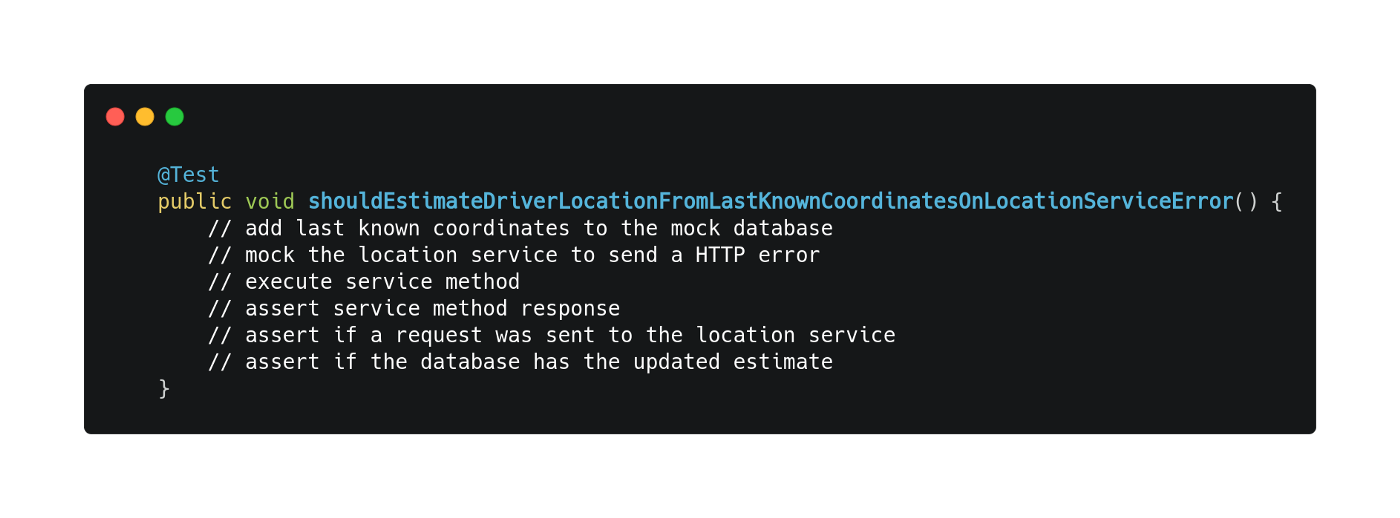 @Test
public void shouldEstimateDriverLocationFromLastKnownCoordinatesOnLocationServiceError() {
// add last known coordinates to the mock database
// mock the location service to send a HTTP error
// execute service method
// assert service method response
// assert if a request was sent to the location service
// assert if the database has the updated estimate
}